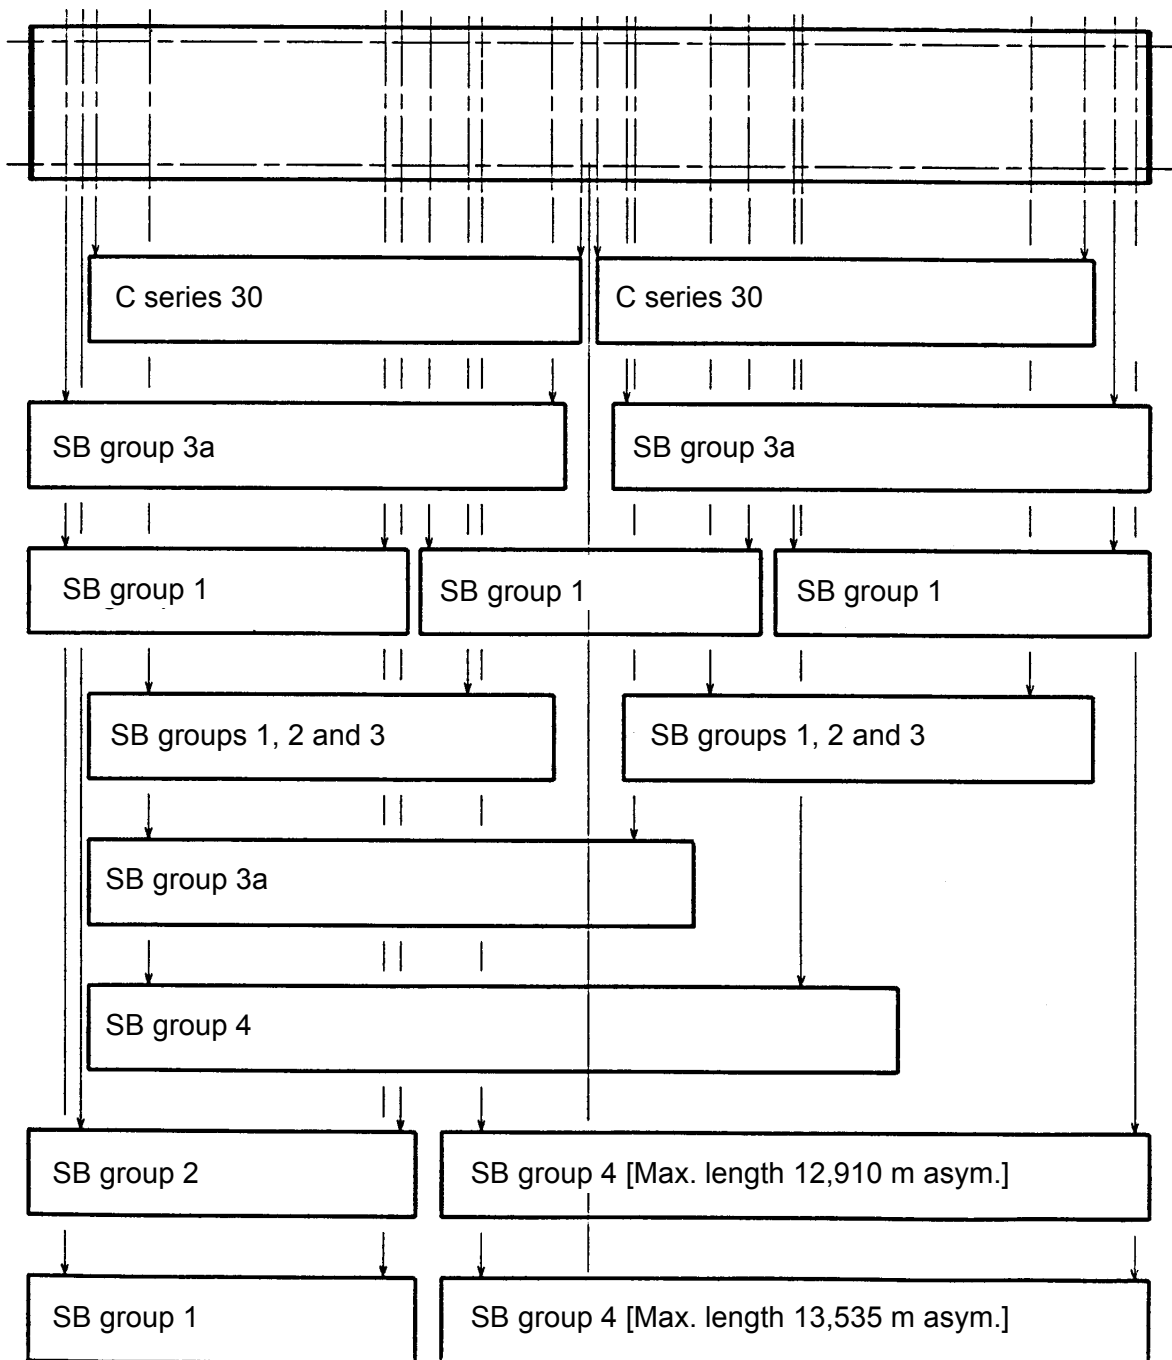 C series 30
C series 30
SB group 3a
SB group 3a
SB group 1
SB group 1
SB group 1
SB groups 1, 2 and 3
SB groups 1, 2 and 3
SB group 3a
SB group 4
SB group 2
SB group 4 [Max. length 12,910 m asym.]
SB group 1
SB group 4 [Max. length 13,535 m asym.]